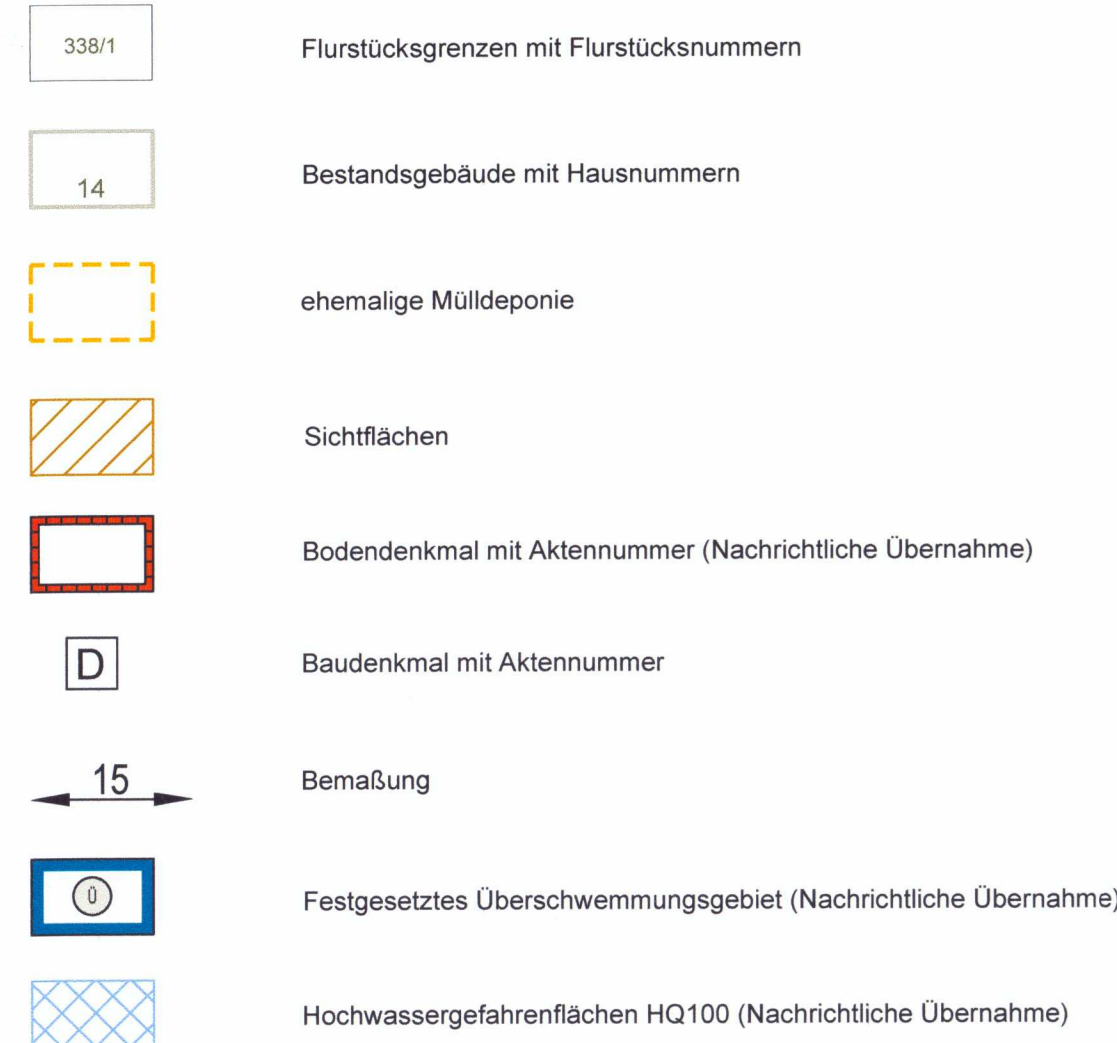 338/1 Flurstücksgrenzen mit Flurstücksnummern
14 Bestandsgebäude mit Hausnummern
ehemalige Mülldeponie
Sichtflächen
Bodendenkmal mit Aktennummer (Nachrichtliche Übernahme)
D Baudenkmal mit Aktennummer
15 Bemaßung
Ü Festgesetztes Überschwemmungsgebiet (Nachrichtliche Übernahme)
Hochwassergefahrenflächen HQ100 (Nachrichtliche Übernahme)